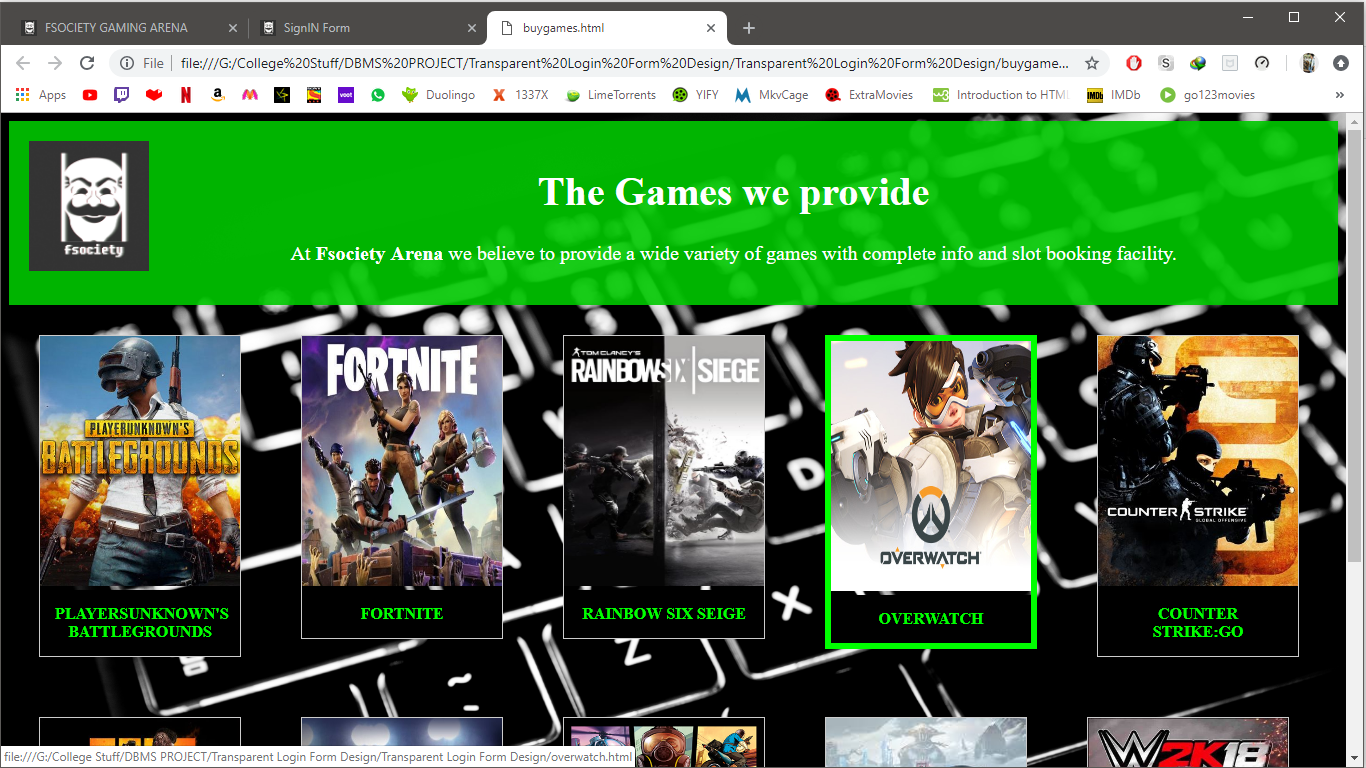 FSOCIETY GAMING ARENA
SignIN Form
buygames.html
File
file:///G:/College%20Stuff/DBMS%20PROJECT/Transparent%20Login%20Form%20Design/Transparent%20Login%20Form%20Design/buygame...
Apps
Duolingo
1337X
LimeTorrents
YIFY
MkvCage
ExtraMovies
Introduction to HTM
IMDb
go123movies
»
fsociety
The Games we provide
At Fsociety Arena we believe to provide a wide variety of games with complete info and slot booking facility.
PLAYERUNKNOWN'S
BATTLEGROUNDS
FORTNITE
TOM CLANCY'S
RAINBOW SIX | SIEGE
OVERWATCH
COUNTER STRIKE
GLOBAL OFFENSIVE
PLAYERSUNKNOWN'S
BATTLEGROUNDS
FORTNITE
RAINBOW SIX SEIGE
OVERWATCH
COUNTER
STRIKE:GO
W2K18
file:///G:/College Stuff/DBMS PROJECT/Transparent Login Form Design/Transparent Login Form Design/overwatch.html